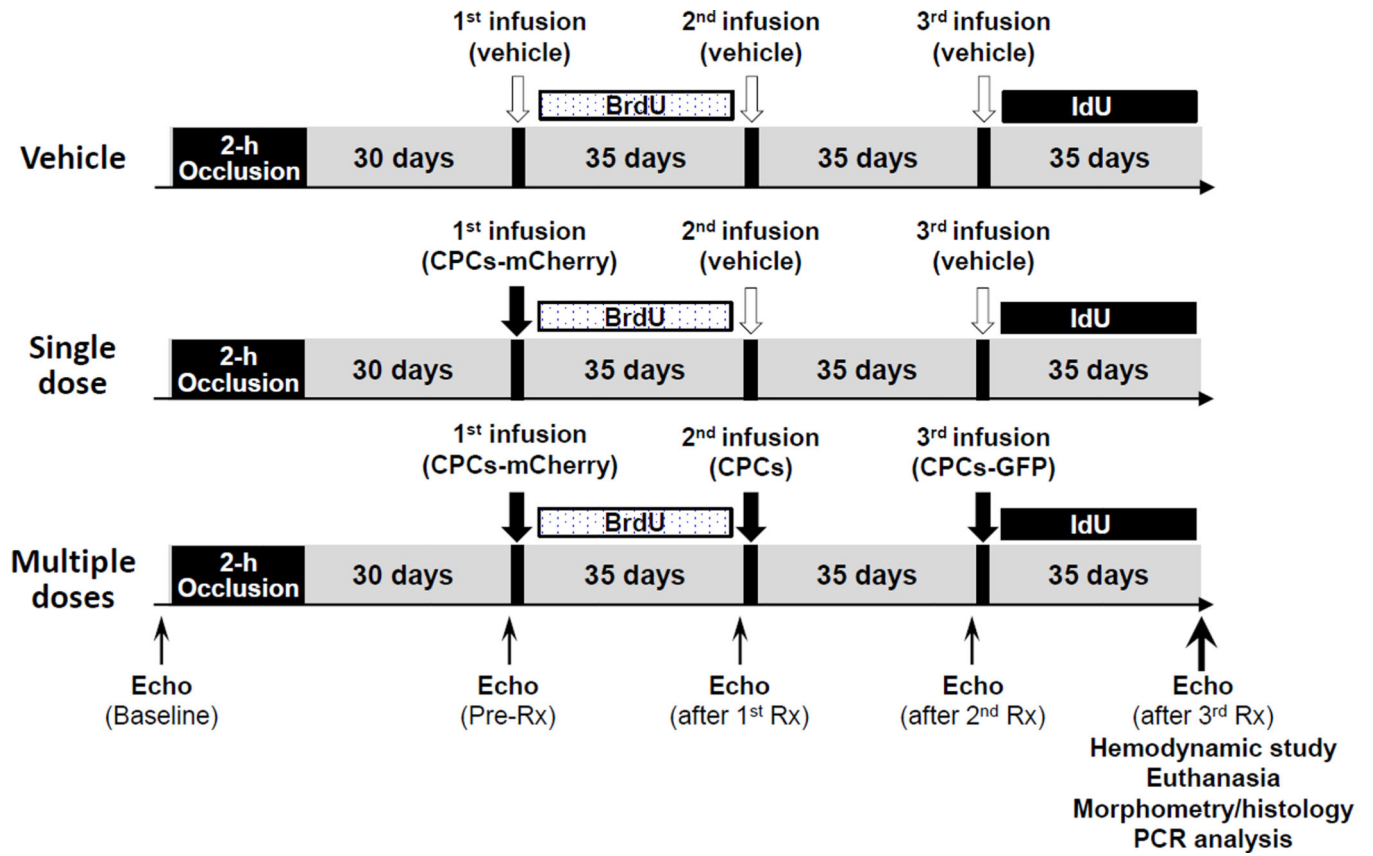 1st infusion 2nd infusion 3rd infusion
(vehicle) (vehicle) (vehicle)
BrdU IdU
Vehicle 2-h Occlusion 30 days 35 days 35 days 35 days
1st infusion 2nd infusion 3rd infusion
(CPCs-mCherry) (vehicle) (vehicle)
BrdU IdU
Single dose 2-h Occlusion 30 days 35 days 35 days 35 days
1st infusion 2nd infusion 3rd infusion
(CPCs-mCherry) (CPCs) (CPCs-GFP)
BrdU IdU
Multiple doses 2-h Occlusion 30 days 35 days 35 days 35 days
Echo Echo Echo Echo Echo
(Baseline) (Pre-Rx) (after 1st Rx) (after 2nd Rx) (after 3rd Rx)
Hemodynamic study
Euthanasia
Morphometry/histology
PCR analysis